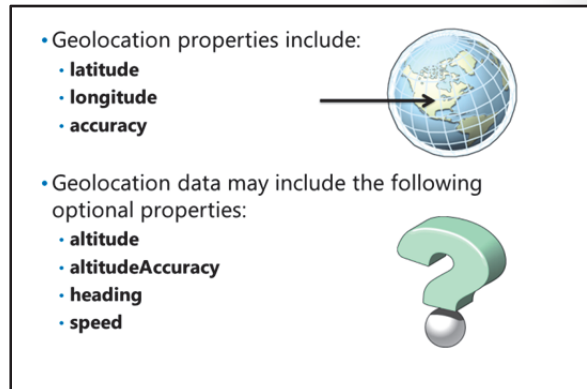 • Geolocation properties include:
• latitude
• longitude
• accuracy
• Geolocation data may include the following
optional properties:
• altitude
• altitudeAccuracy
• heading
• speed